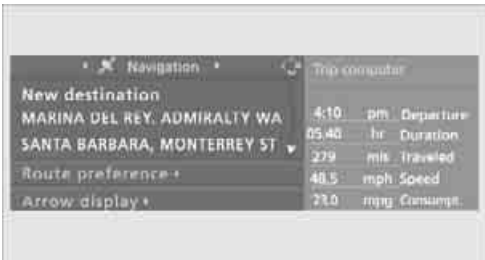 Navigation
New destination
MARINA DEL REY. ADMIRALTY WA
SANTA BARBARA, MONTERREY ST
Route preference
Arrow display
Trip computer
4:10 pm Departure
05.40 hr Duration
279 mls Traveled
48.5 mph Speed
23.0 mpg Consumpt.